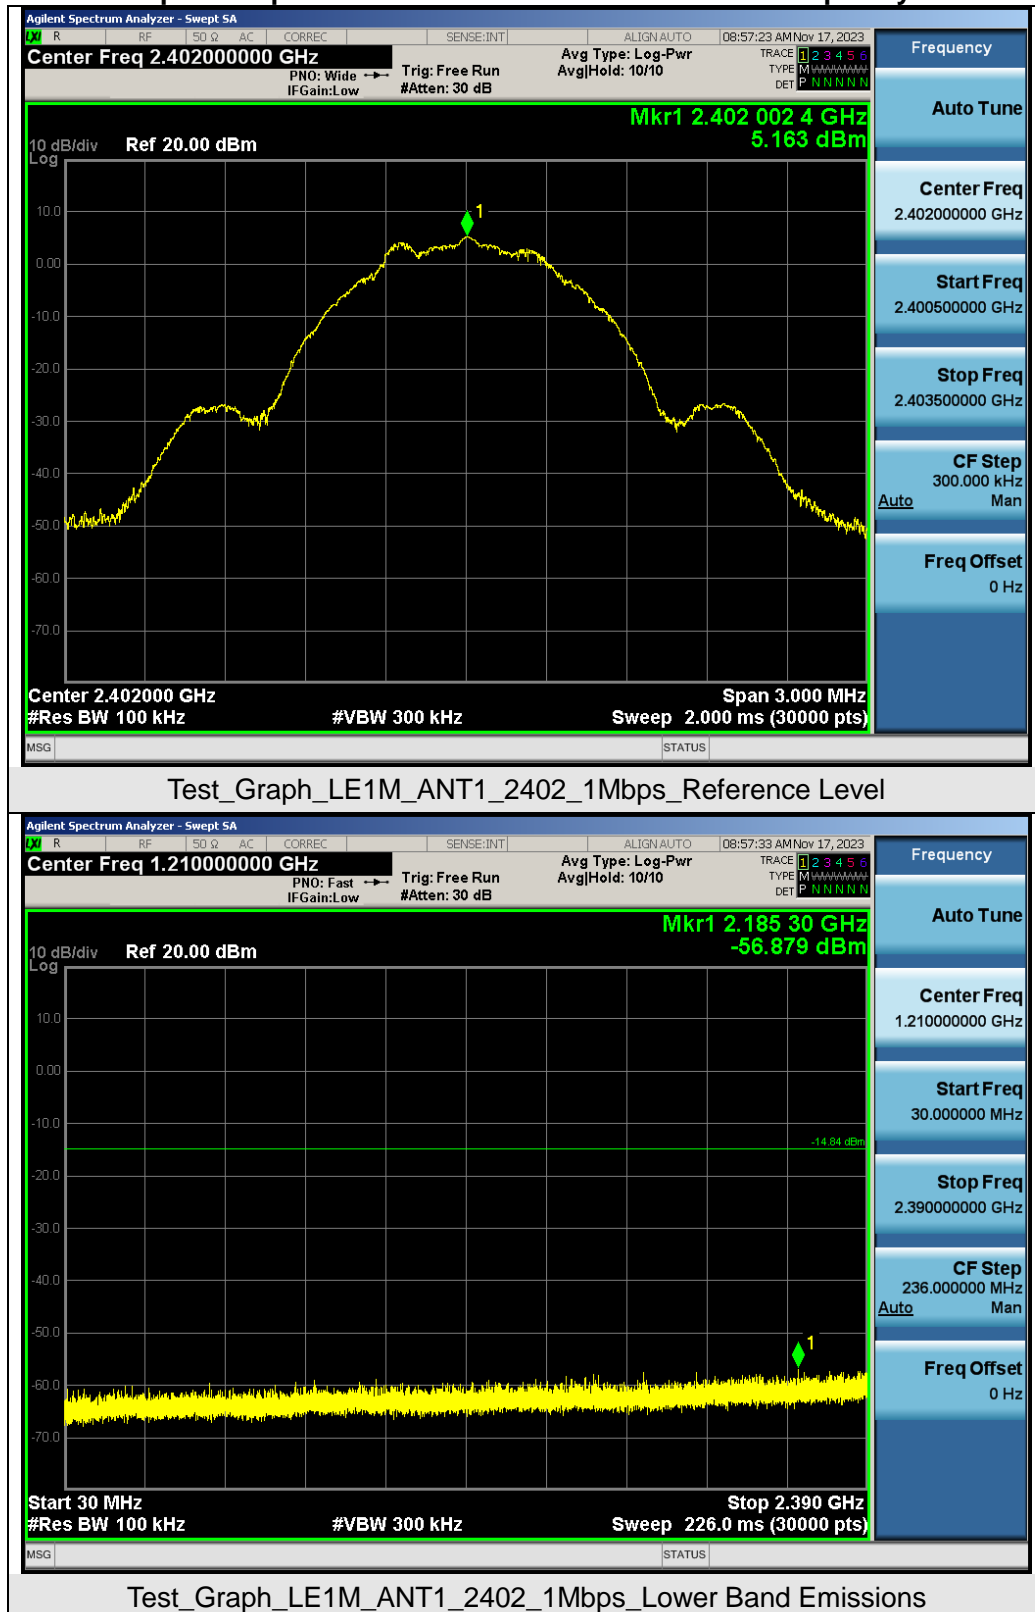 Agilent Spectrum Analyzer - Swept SA
LXI R RF 50 Ω AC CORREC SENSE:INT ALIGN AUTO 08:57:23 AM Nov 17, 2023
Center Freq 2.402000000 GHz
PNO: Wide
IFGain:Low
Trig: Free Run
#Atten: 30 dB
Avg Type: Log-Pwr
Avg|Hold: 10/10
TRACE 1 2 3 4 5 6
TYPE M
DET P N N N N N
Mkr1 2.402 002 4 GHz
5.163 dBm
10 dB/div Ref 20.00 dBm
Log
10.0
0.00
-10.0
-20.0
-30.0
-40.0
-50.0
-60.0
-70.0
1
Center 2.402000 GHz Span 3.000 MHz
#Res BW 100 kHz #VBW 300 kHz Sweep 2.000 ms (30000 pts)
MSG STATUS
Frequency
Auto Tune
Center Freq
2.402000000 GHz
Start Freq
2.400500000 GHz
Stop Freq
2.403500000 GHz
CF Step
300.000 kHz
Auto Man
Freq Offset
0 Hz
Test_Graph_LE1M_ANT1_2402_1Mbps_Reference Level
Agilent Spectrum Analyzer - Swept SA
LXI R RF 50 Ω AC CORREC SENSE:INT ALIGN AUTO 08:57:33 AM Nov 17, 2023
Center Freq 1.210000000 GHz
PNO: Fast
IFGain:Low
Trig: Free Run
#Atten: 30 dB
Avg Type: Log-Pwr
Avg|Hold: 10/10
TRACE 1 2 3 4 5 6
TYPE M
DET P N N N N N
Mkr1 2.185 30 GHz
-56.879 dBm
10 dB/div Ref 20.00 dBm
Log
10.0
0.00
-10.0
-14.84 dBm
-20.0
-30.0
-40.0
-50.0
-60.0
-70.0
1
Start 30 MHz Stop 2.390 GHz
#Res BW 100 kHz #VBW 300 kHz Sweep 226.0 ms (30000 pts)
MSG STATUS
Frequency
Auto Tune
Center Freq
1.210000000 GHz
Start Freq
30.000000 MHz
Stop Freq
2.390000000 GHz
CF Step
236.000000 MHz
Auto Man
Freq Offset
0 Hz
Test_Graph_LE1M_ANT1_2402_1Mbps_Lower Band Emissions